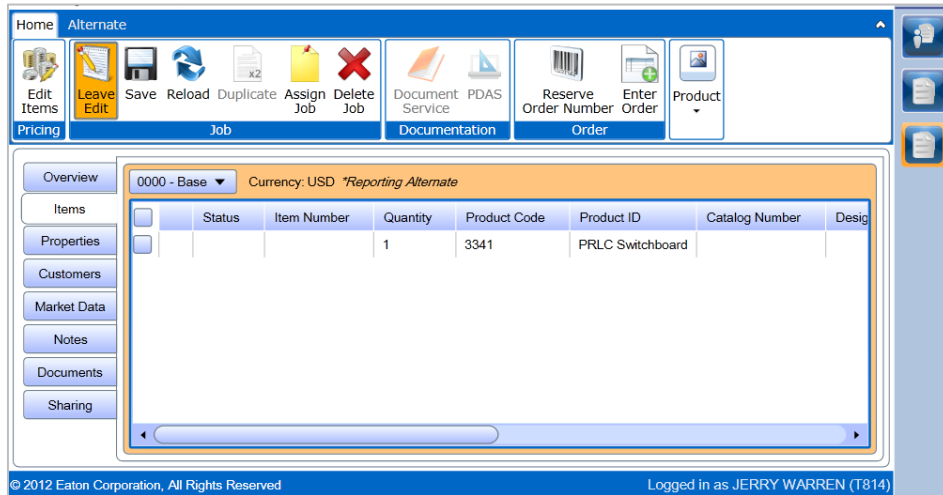 Home Alternate
Edit Items
Leave Edit
Save
Reload
x2
Duplicate
Assign Job
Delete Job
Document Service
PDAS
Reserve Order Number
Enter Order
Product
Pricing
Job
Documentation
Order
Overview
Items
Properties
Customers
Market Data
Notes
Documents
Sharing
0000 - Base Currency: USD *Reporting Alternate
Status Item Number Quantity Product Code Product ID Catalog Number Desig
1 3341 PRLC Switchboard
© 2012 Eaton Corporation, All Rights Reserved Logged in as JERRY WARREN (T814)